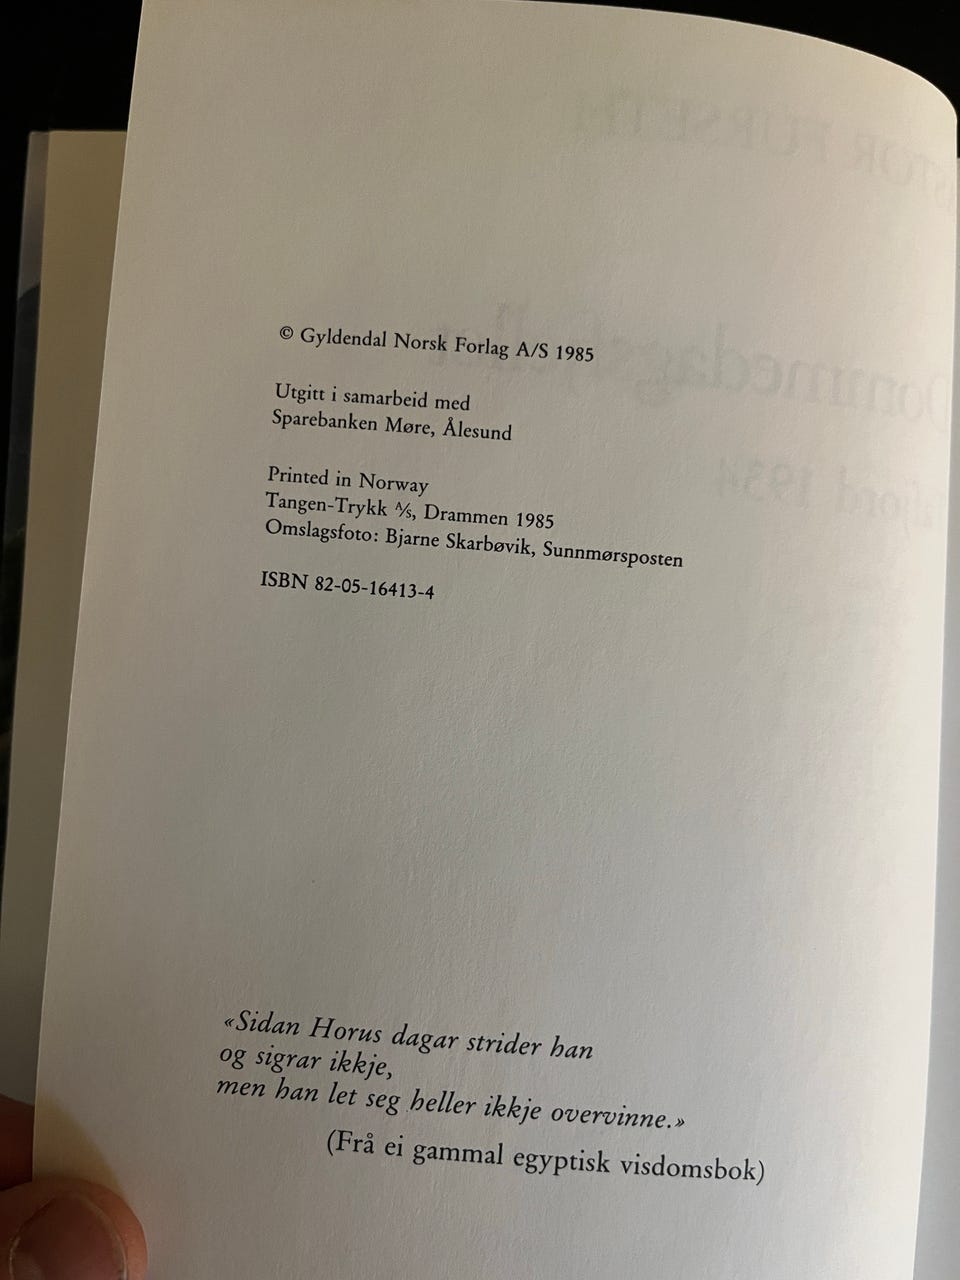 © Gyldendal Norsk Forlag A/S 1985
Utgitt i samarbeid med
Sparebanken Møre, Ålesund
Printed in Norway
Tangen-Trykk A/S, Drammen 1985
Omslagsfoto: Bjarne Skarbøvik, Sunnmørsposten
ISBN 82-05-16413-4
«Sidan Horus dagar strider han
og sigrar ikkje,
men han let seg heller ikkje overvinne.»
(Frå ei gammal egyptisk visdomsbok)